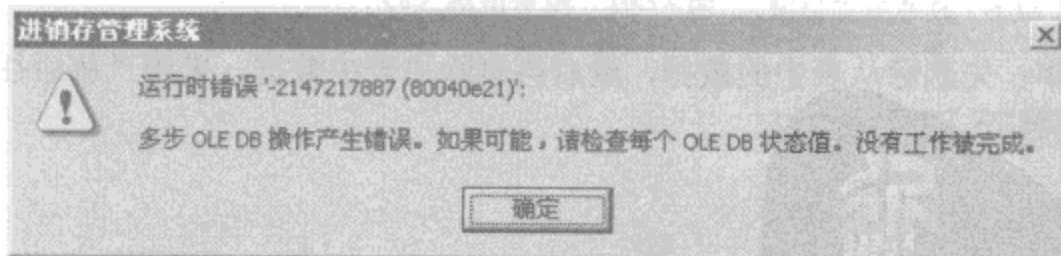 进销存管理系统
运行时错误 '-2147217887 (80040e21)':
多步 OLE DB 操作产生错误。如果可能，请检查每个 OLE DB 状态值。没有工作被完成。
确定